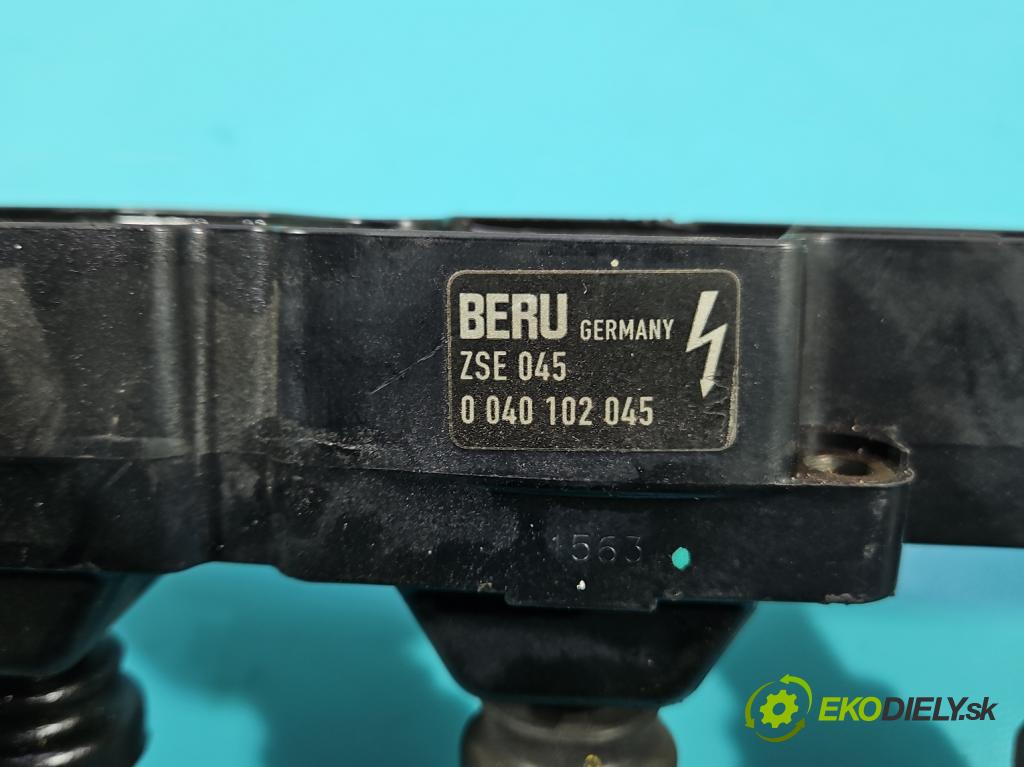 BERU GERMANY
ZSE 045
0 040 102 045
1563
EKODIELY.sk